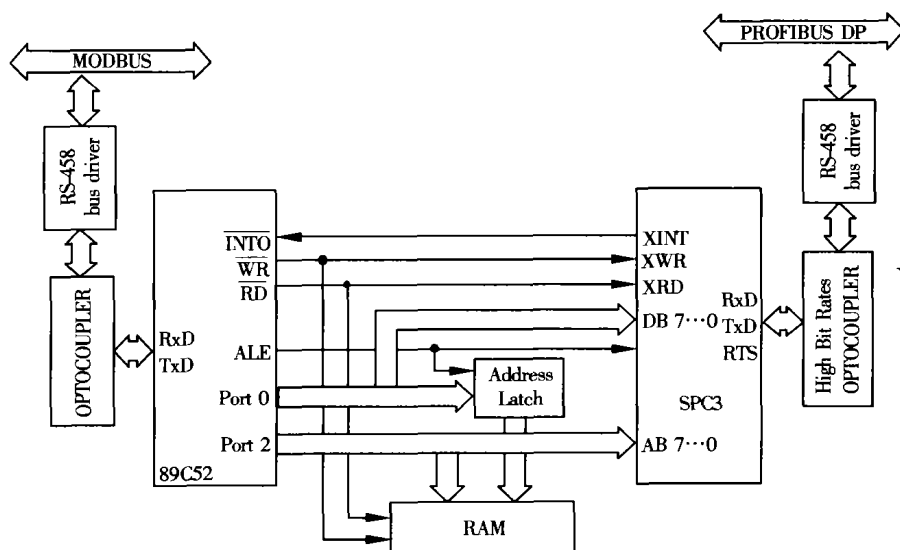 MODBUS
RS-458
bus driver
OPTOCOUPLER
RxD
TxD
INTO
WR
RD
ALE
Port 0
Port 2
89C52
Address
Latch
RAM
XINT
XWR
XRD
DB 7⋯0
AB 7⋯0
SPC3
RxD
TxD
RTS
PROFIBUS DP
RS-458
bus driver
High Bit Rates
OPTOCOUPLER